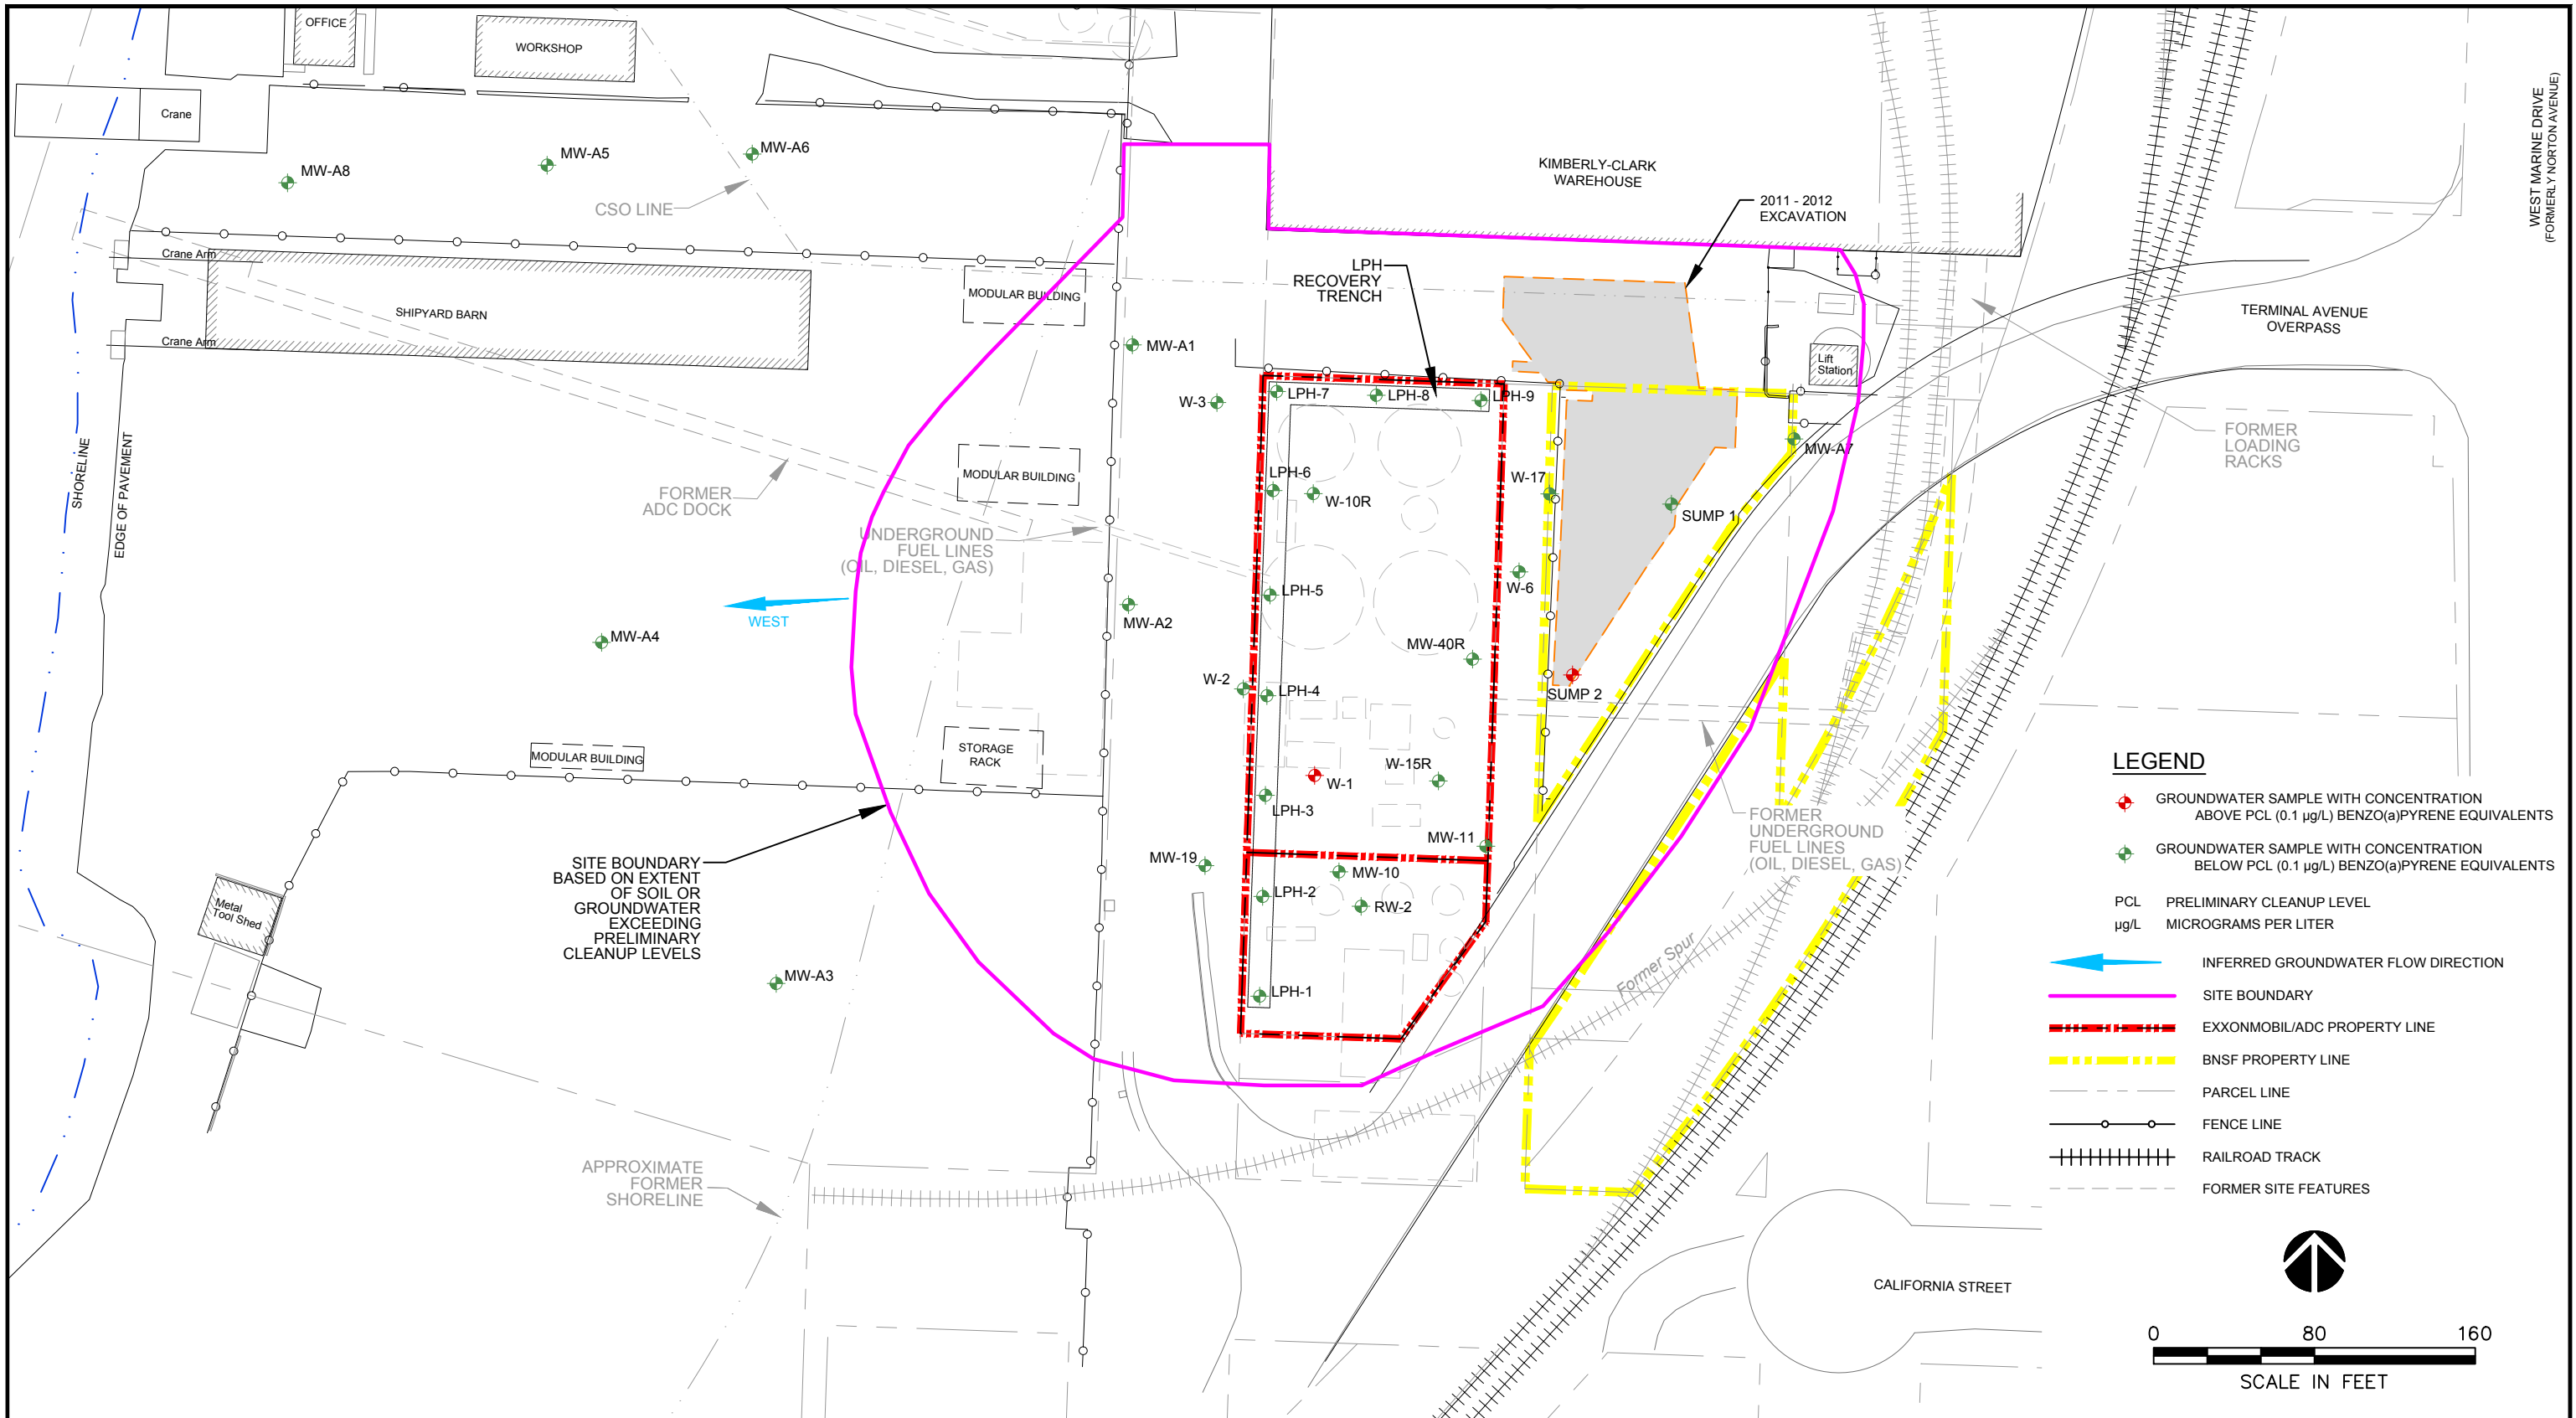 OFFICE
WORKSHOP
Crane
MW-A8
MW-A5
MW-A6
CSO LINE
KIMBERLY-CLARK
WAREHOUSE
2011 - 2012
EXCAVATION
WEST MARINE DRIVE
(FORMERLY NORTON AVENUE)
Crane Arm
SHIPYARD BARN
Crane Arm
MODULAR BUILDING
LPH
RECOVERY
TRENCH
TERMINAL AVENUE
OVERPASS
Lift
Station
MW-A1
W-3
LPH-7
LPH-8
LPH-9
MW-A7
FORMER
LOADING
RACKS
SHORELINE
EDGE OF PAVEMENT
FORMER
ADC DOCK
MODULAR BUILDING
LPH-6
W-10R
W-17
SUMP 1
UNDERGROUND
FUEL LINES
(OIL, DIESEL, GAS)
WEST
MW-A4
MW-A2
LPH-5
W-6
MW-40R
SUMP 2
W-2
LPH-4
MODULAR BUILDING
STORAGE
RACK
W-1
W-15R
LPH-3
MW-11
MW-19
MW-10
LPH-2
RW-2
LPH-1
FORMER
UNDERGROUND
FUEL LINES
(OIL, DIESEL, GAS)
Former Spur
SITE BOUNDARY
BASED ON EXTENT
OF SOIL OR
GROUNDWATER
EXCEEDING
PRELIMINARY
CLEANUP LEVELS
Metal
Tool Shed
MW-A3
APPROXIMATE
FORMER
SHORELINE
CALIFORNIA STREET
LEGEND
GROUNDWATER SAMPLE WITH CONCENTRATION
ABOVE PCL (0.1 µg/L) BENZO(a)PYRENE EQUIVALENTS
GROUNDWATER SAMPLE WITH CONCENTRATION
BELOW PCL (0.1 µg/L) BENZO(a)PYRENE EQUIVALENTS
PCL PRELIMINARY CLEANUP LEVEL
µg/L MICROGRAMS PER LITER
INFERRED GROUNDWATER FLOW DIRECTION
SITE BOUNDARY
EXXONMOBIL/ADC PROPERTY LINE
BNSF PROPERTY LINE
PARCEL LINE
FENCE LINE
RAILROAD TRACK
FORMER SITE FEATURES
0 80 160
SCALE IN FEET